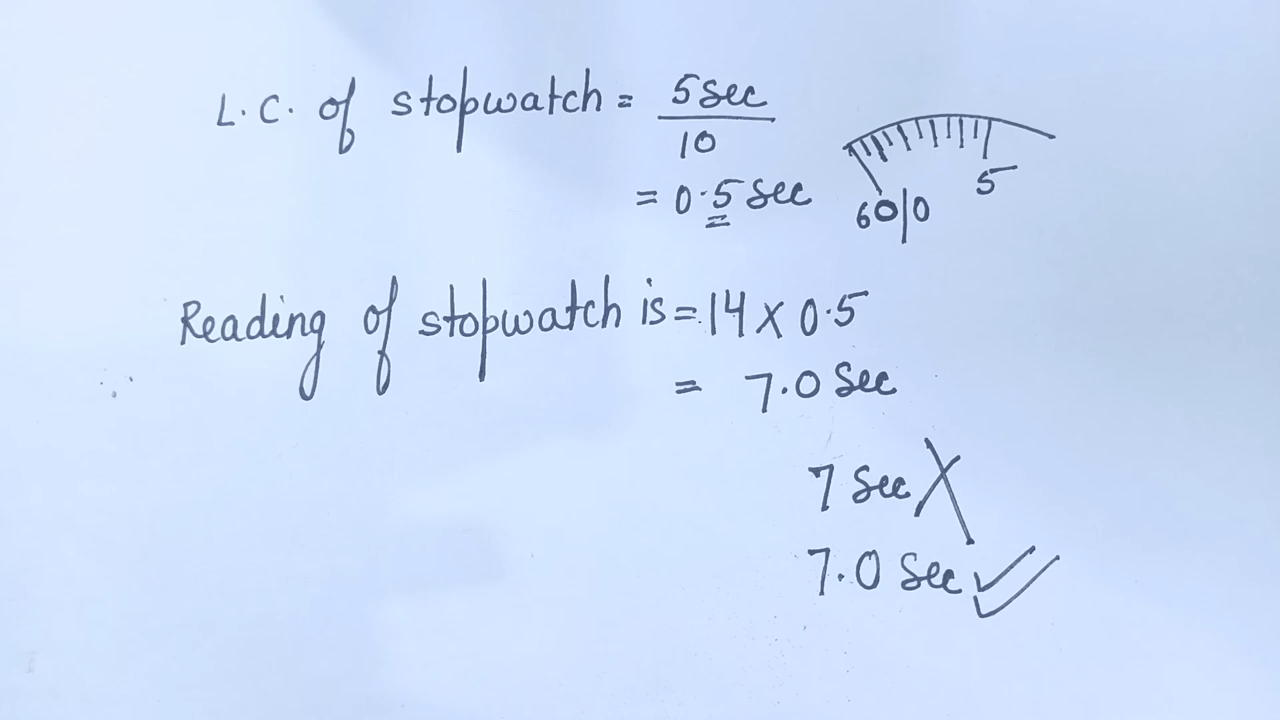 L.C. of stopwatch = 5 Sec / 10
= 0.5 Sec
60|0 5
Reading of stopwatch is = 14 x 0.5
= 7.0 Sec
7 Sec X
7.0 Sec ✓✓